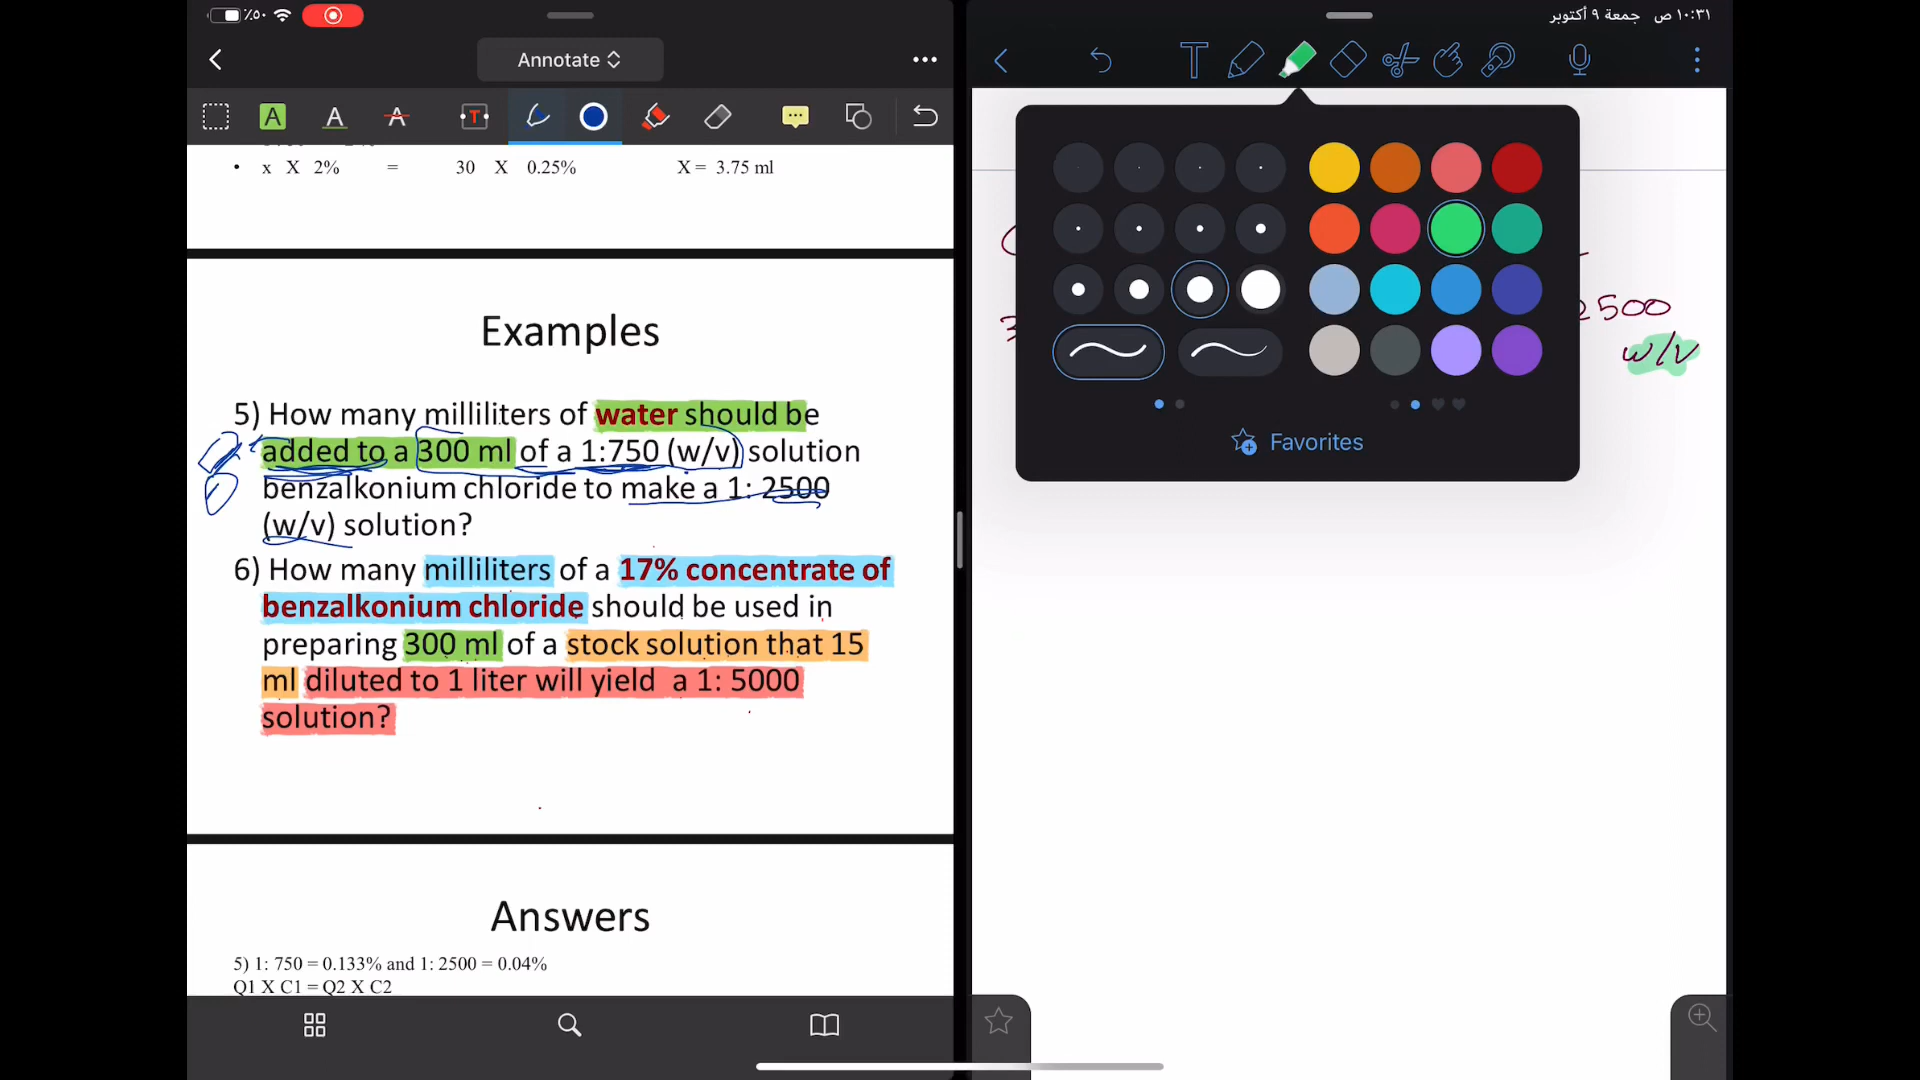 ٪٥٠
١٠:٣١ ص جمعة ٩ أكتوبر
Annotate
• x X 2% = 30 X 0.25% X = 3.75 ml
Examples
5) How many milliliters of water should be
added to a 300 ml of a 1:750 (w/v) solution
benzalkonium chloride to make a 1: 2500
(w/v) solution?
6) How many milliliters of a 17% concentrate of
benzalkonium chloride should be used in
preparing 300 ml of a stock solution that 15
ml diluted to 1 liter will yield a 1: 5000
solution?
Answers
5) 1: 750 = 0.133% and 1: 2500 = 0.04%
Q1 X C1 = Q2 X C2
Favorites
2500
w/v